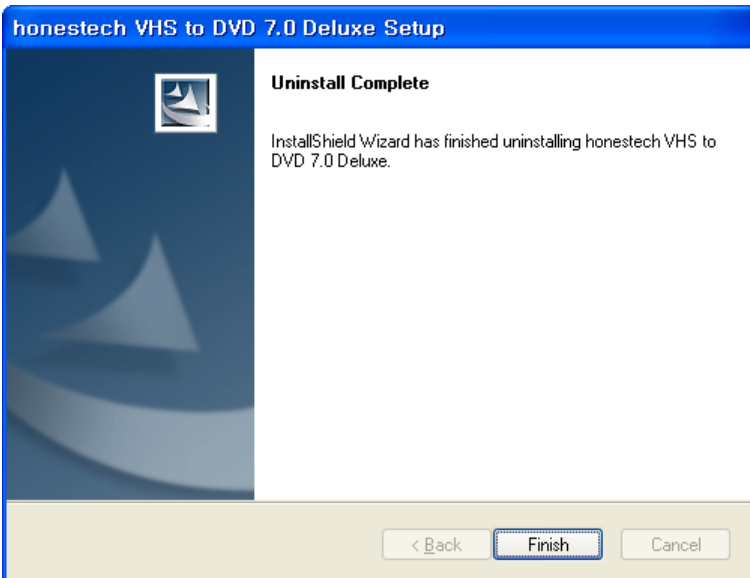 honestech VHS to DVD 7.0 Deluxe Setup
Uninstall Complete
InstallShield Wizard has finished uninstalling honestech VHS to
DVD 7.0 Deluxe.
< Back Finish Cancel